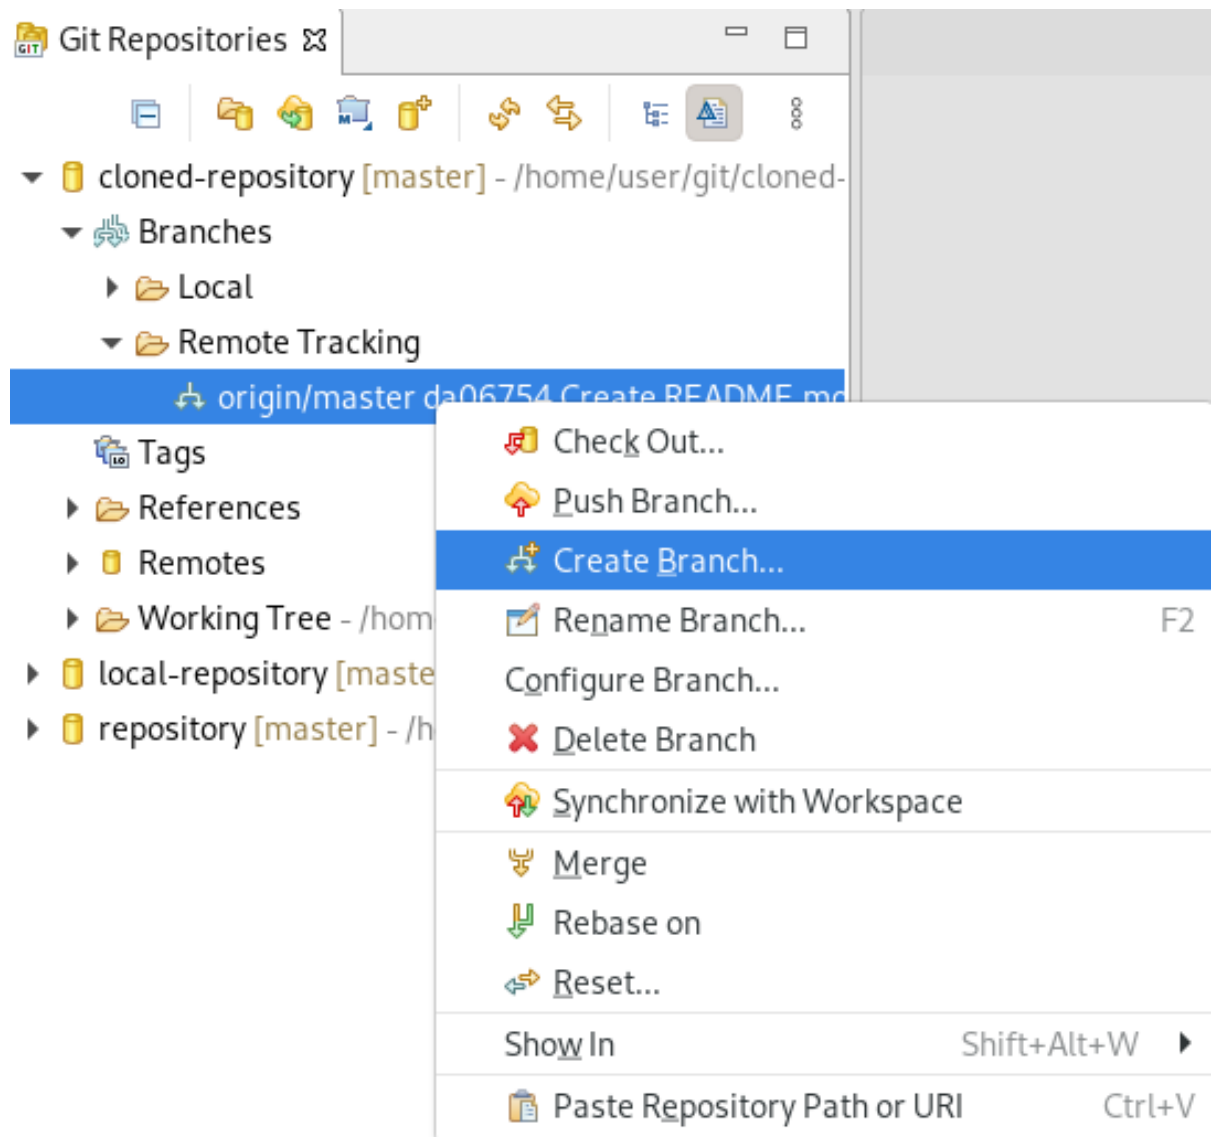 Git Repositories
cloned-repository [master] - /home/user/git/cloned-
Branches
Local
Remote Tracking
origin/master da06754 Create README.md
Tags
References
Remotes
Working Tree - /hom
local-repository [maste
repository [master] - /h
Check Out...
Push Branch...
Create Branch...
Rename Branch... F2
Configure Branch...
Delete Branch
Synchronize with Workspace
Merge
Rebase on
Reset...
Show In Shift+Alt+W
Paste Repository Path or URI Ctrl+V